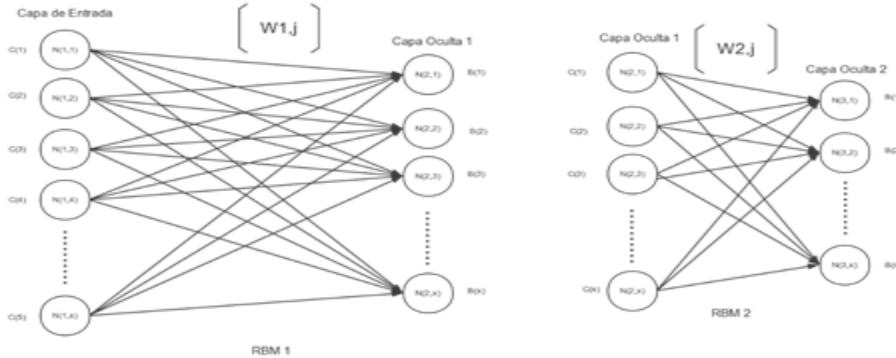 Capa de Entrada
W1,j
Capa Oculta 1
C(1)
N(1,1)
N(2,1)
B(1)
C(2)
N(1,2)
N(2,2)
B(2)
C(3)
N(1,3)
N(2,3)
B(3)
C(4)
N(1,4)
C(5)
N(1,x)
N(2,x)
B(x)
RBM 1
Capa Oculta 1
W2,j
Capa Oculta 2
C(1)
N(2,1)
N(3,1)
C(2)
N(2,2)
N(3,2)
C(3)
N(2,3)
N(3,x)
C(x)
N(2,x)
RBM 2